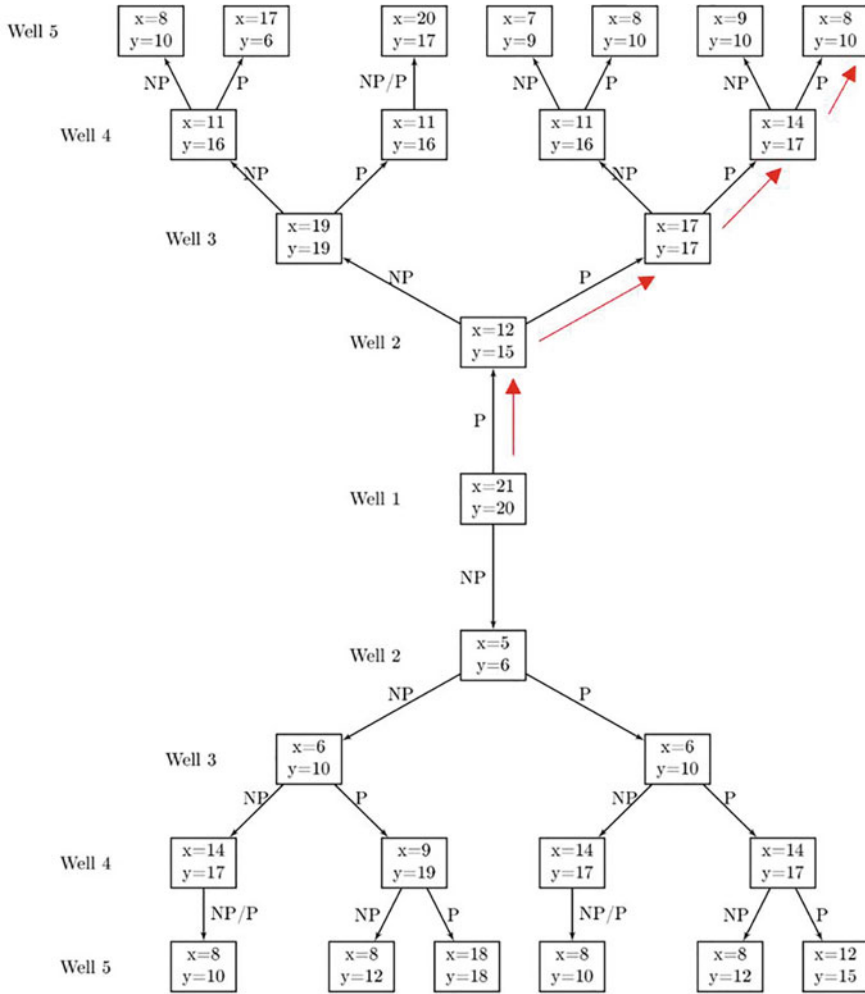 Well 5
x=8
y=10
x=17
y=6
x=20
y=17
x=7
y=9
x=8
y=10
x=9
y=10
x=8
y=10
NP
P
NP/P
NP
P
NP
P
Well 4
x=11
y=16
x=11
y=16
x=11
y=16
x=14
y=17
NP
P
NP
P
Well 3
x=19
y=19
x=17
y=17
NP
P
Well 2
x=12
y=15
P
Well 1
x=21
y=20
NP
Well 2
x=5
y=6
NP
P
Well 3
x=6
y=10
x=6
y=10
NP
P
NP
P
Well 4
x=14
y=17
x=9
y=19
x=14
y=17
x=14
y=17
NP/P
NP
P
NP/P
NP
P
Well 5
x=8
y=10
x=8
y=12
x=18
y=18
x=8
y=10
x=8
y=12
x=12
y=15